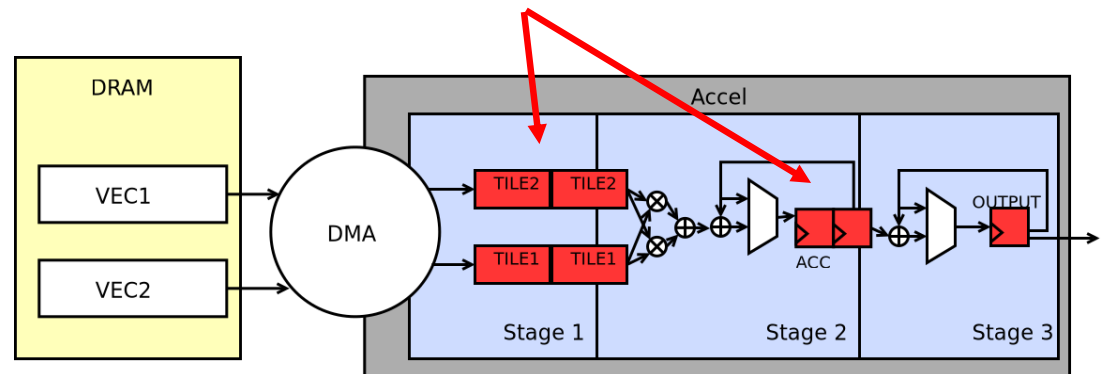 DRAM
VEC1
VEC2
DMA
Accel
TILE2 TILE2
TILE1 TILE1
ACC
OUTPUT
Stage 1
Stage 2
Stage 3